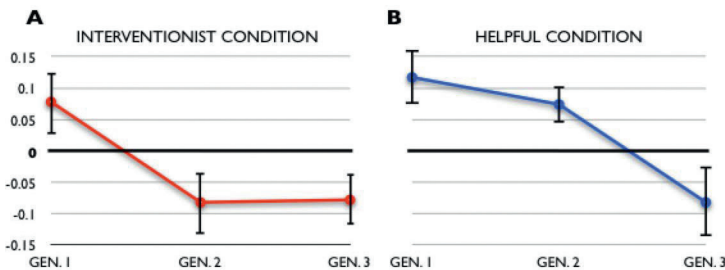 A
INTERVENTIONIST CONDITION
0.15
0.1
0.05
0
-0.05
-0.1
-0.15
GEN. 1 GEN. 2 GEN. 3
B
HELPFUL CONDITION
GEN. 1 GEN. 2 GEN. 3